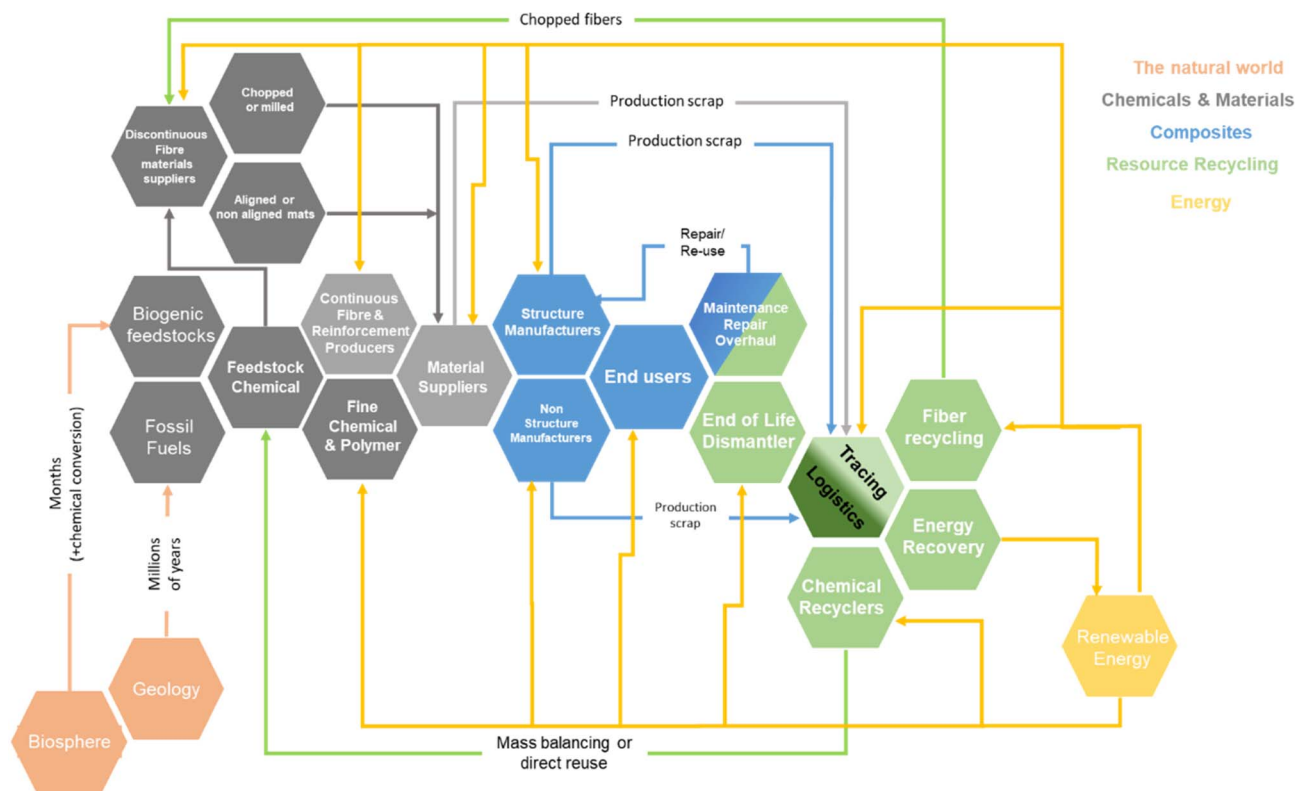 Chopped fibers
The natural world
Chemicals & Materials
Composites
Resource Recycling
Energy
Chopped
or milled
Production scrap
Production scrap
Discontinuous
Fibre
materials
suppliers
Aligned or
non aligned mats
Repair/
Re-use
Biogenic
feedstocks
Continuous
Fibre &
Reinforcement
Producers
Structure
Manufacturers
Maintenance
Repair
Overhaul
Feedstock
Chemical
Material
Suppliers
End users
Fossil
Fuels
Fine
Chemical
& Polymer
Non
Structure
Manufacturers
End of Life
Dismantler
Fiber
recycling
Tracing
Logistics
Months
(+chemical conversion)
Millions
of years
Production
scrap
Energy
Recovery
Chemical
Recyclers
Renewable
Energy
Geology
Biosphere
Mass balancing or
direct reuse